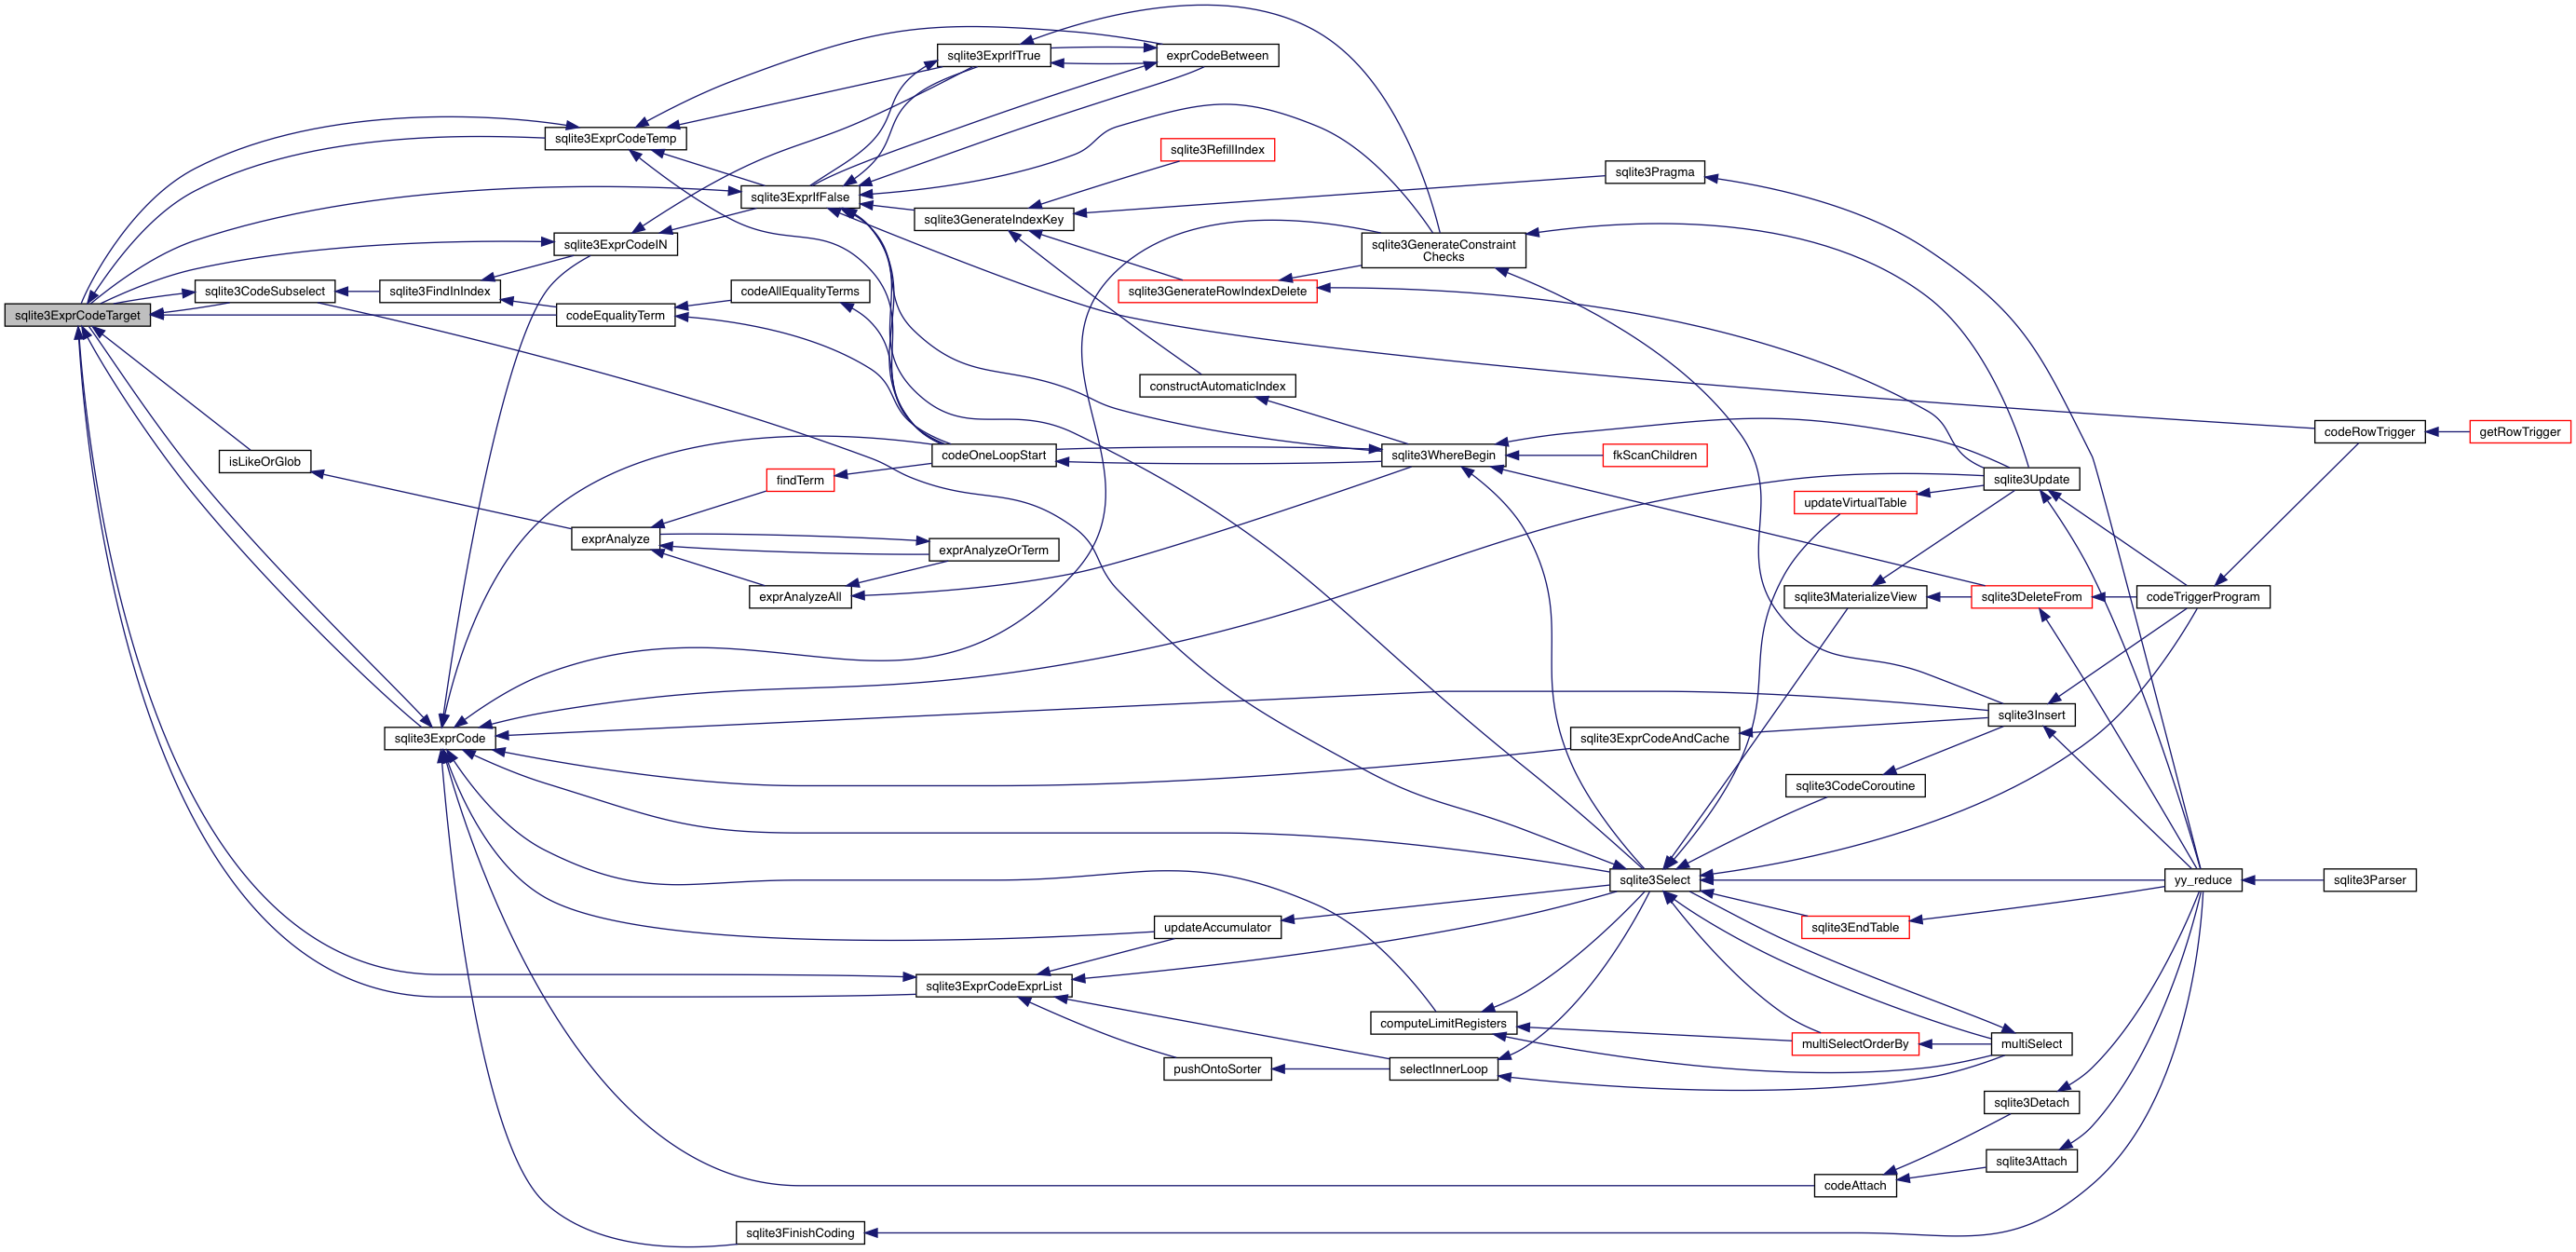 sqlite3ExprIfTrue
exprCodeBetween
sqlite3ExprCodeTemp
sqlite3RefillIndex
sqlite3Pragma
sqlite3ExprIfFalse
sqlite3GenerateIndexKey
sqlite3ExprCodeIN
sqlite3GenerateConstraint
Checks
sqlite3CodeSubselect
sqlite3FindInIndex
codeAllEqualityTerms
sqlite3GenerateRowIndexDelete
sqlite3ExprCodeTarget
codeEqualityTerm
constructAutomaticIndex
codeRowTrigger
getRowTrigger
isLikeOrGlob
codeOneLoopStart
sqlite3WhereBegin
fkScanChildren
findTerm
sqlite3Update
updateVirtualTable
exprAnalyze
exprAnalyzeOrTerm
exprAnalyzeAll
sqlite3MaterializeView
sqlite3DeleteFrom
codeTriggerProgram
sqlite3Insert
sqlite3ExprCode
sqlite3ExprCodeAndCache
sqlite3CodeCoroutine
sqlite3Select
yy_reduce
sqlite3Parser
updateAccumulator
sqlite3EndTable
sqlite3ExprCodeExprList
computeLimitRegisters
multiSelectOrderBy
multiSelect
pushOntoSorter
selectInnerLoop
sqlite3Detach
sqlite3Attach
codeAttach
sqlite3FinishCoding